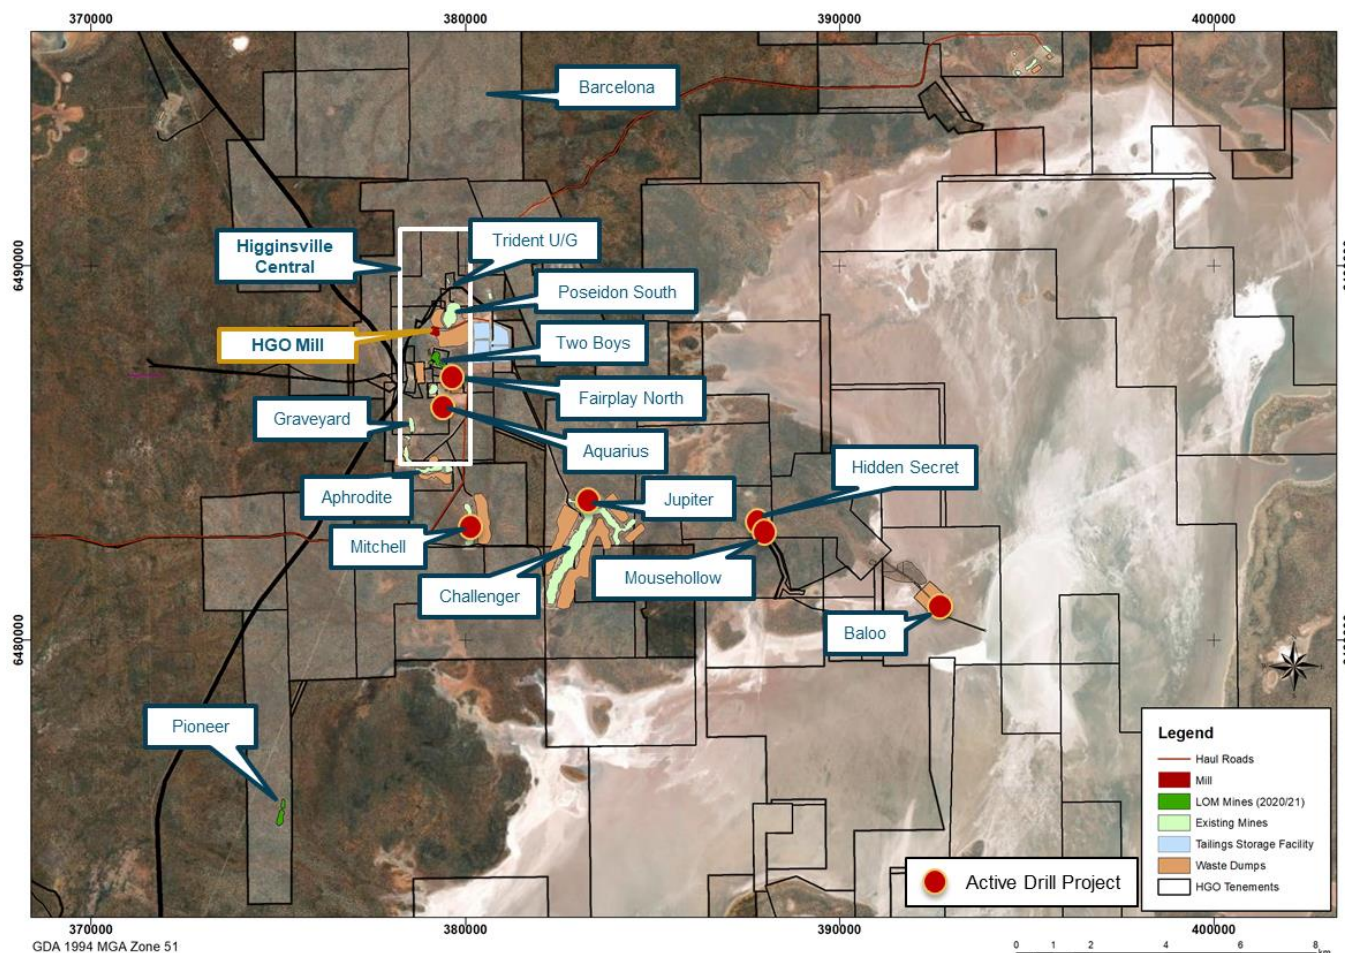 370000
380000
390000
400000
Barcelona
Trident U/G
Higginsville
Central
6490000
Poseidon South
HGO Mill
Two Boys
Fairplay North
Graveyard
Aquarius
Hidden Secret
Aphrodite
Jupiter
Mitchell
Mousehollow
Challenger
Baloo
6480000
Pioneer
Legend
Haul Roads
Mill
LOM Mines (2020/21)
Existing Mines
Tailings Storage Facility
Waste Dumps
HGO Tenements
Active Drill Project
370000
380000
390000
400000
GDA 1994 MGA Zone 51
0 1 2 4 6 8
km